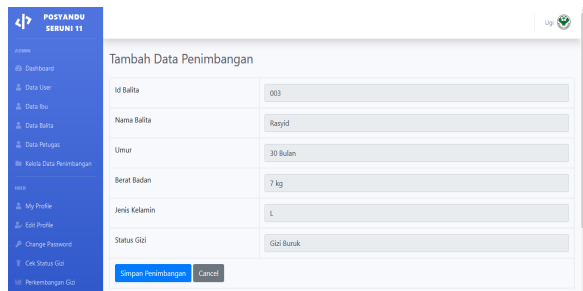 POSYANDU
SERUNI 11
Ugi
ADMIN
Dashboard
Data User
Data Ibu
Data Balita
Data Petugas
Kelola Data Penimbangan
USER
My Profile
Edit Profile
Change Password
Cek Status Gizi
Perkembangan Gizi
Tambah Data Penimbangan
Id Balita 003
Nama Balita Rasyid
Umur 30 Bulan
Berat Badan 7 kg
Jenis Kelamin L
Status Gizi Gizi Buruk
Simpan Penimbangan Cancel